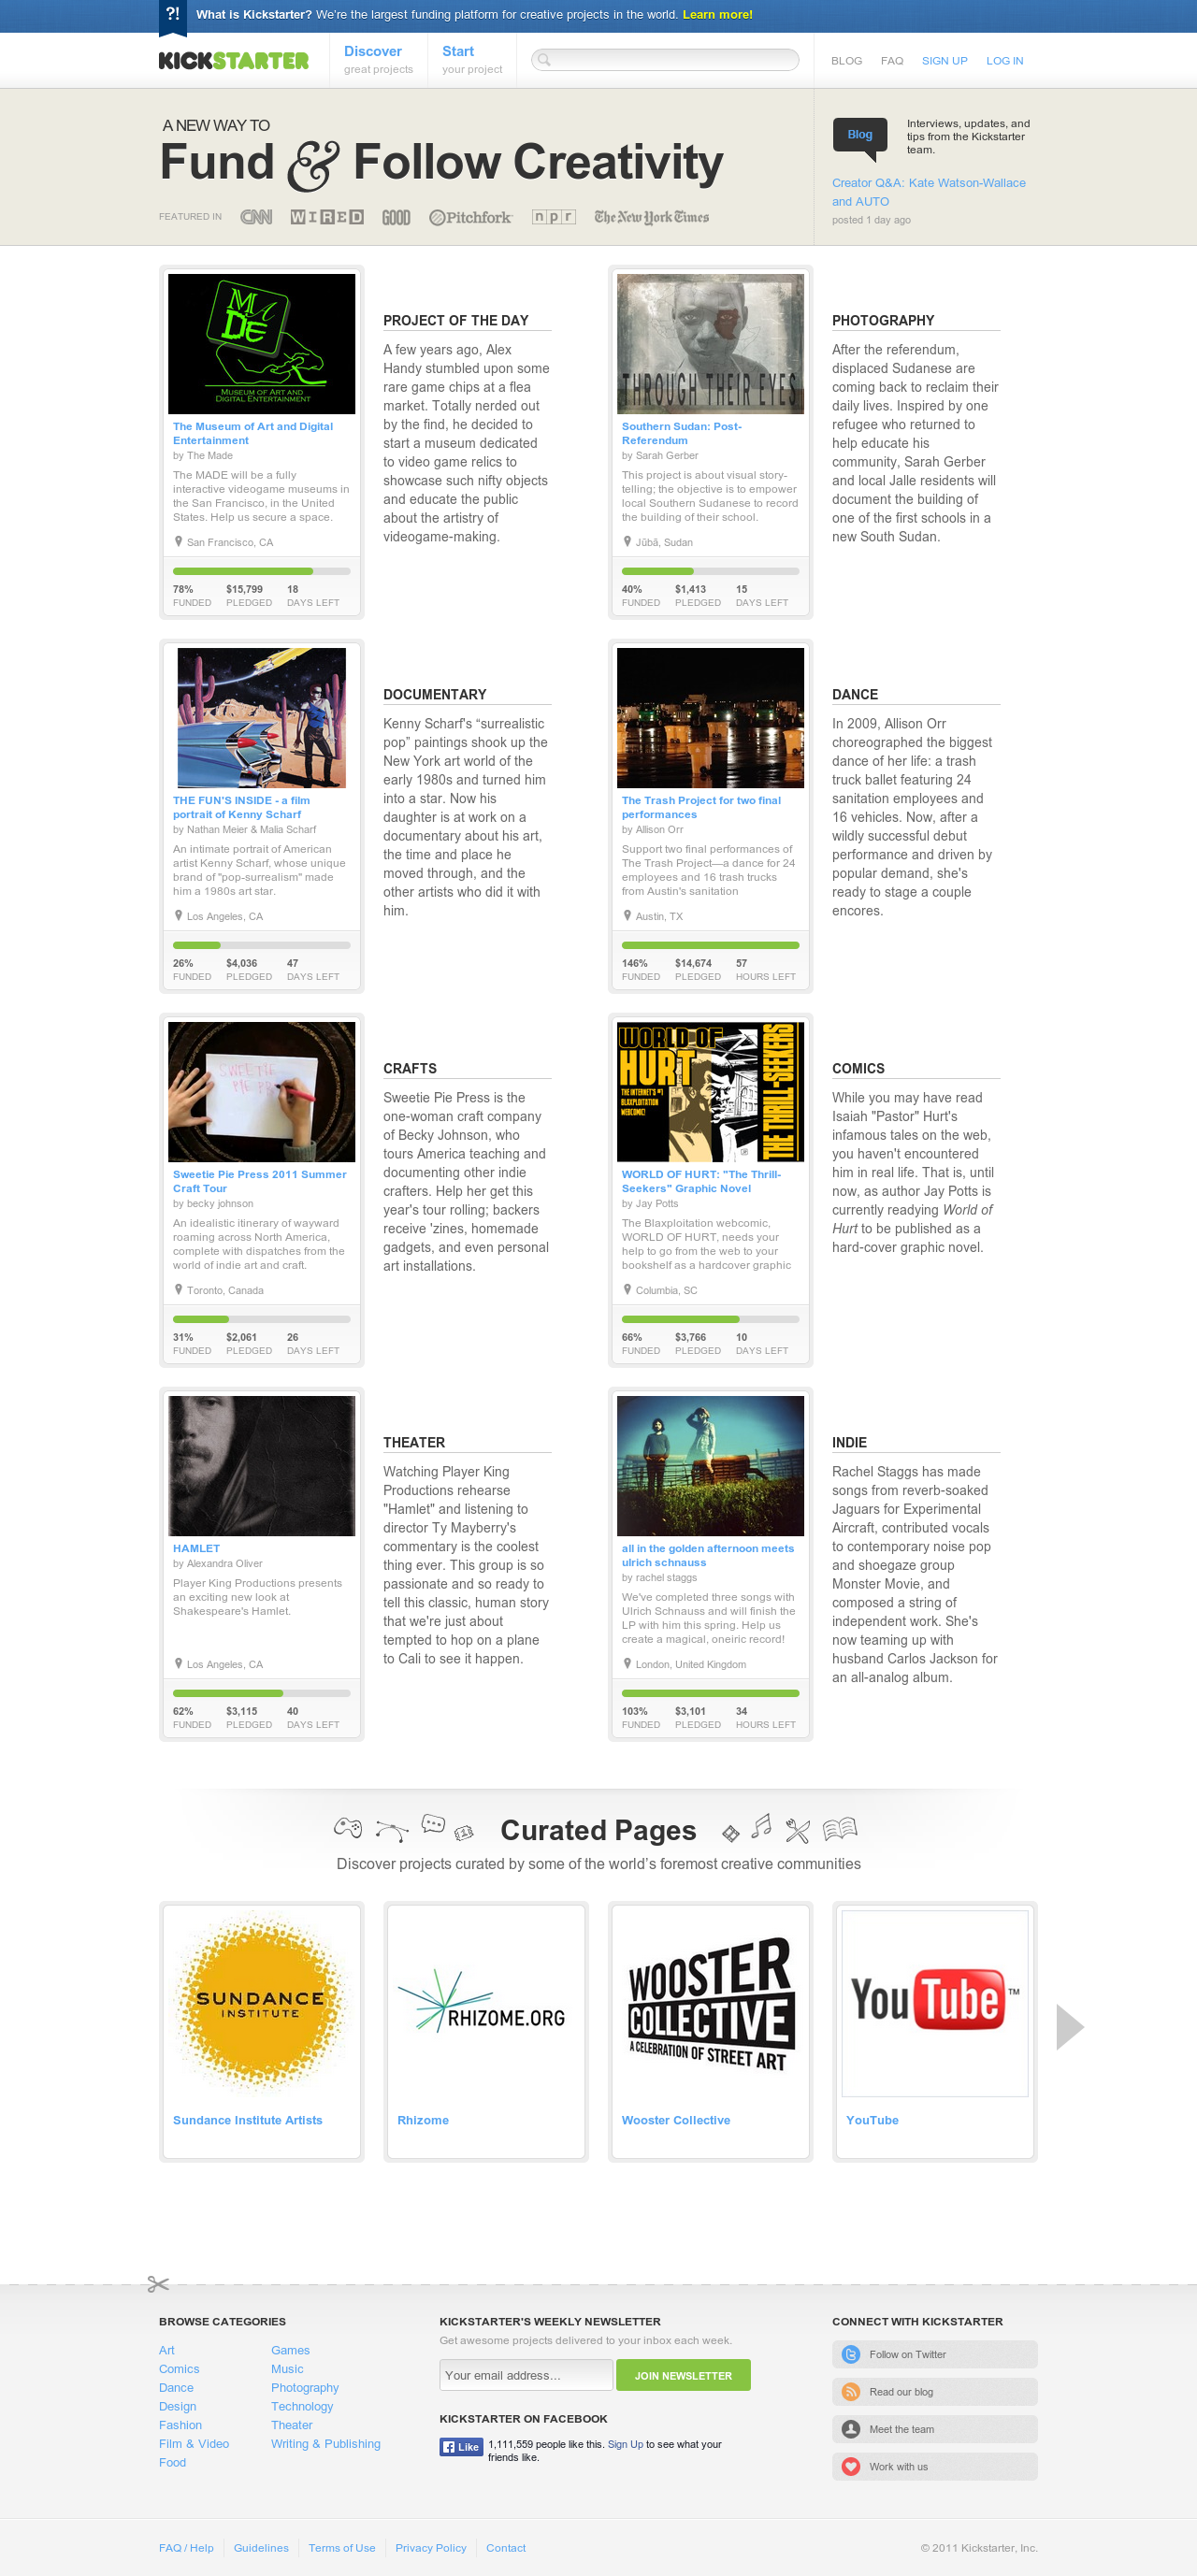 ?! What is Kickstarter? We're the largest funding platform for creative projects in the world. Learn more!
KICKSTARTER
Discover
great projects
Start
your project
BLOG FAQ SIGN UP LOG IN
A NEW WAY TO
Fund & Follow Creativity
FEATURED IN CNN WIRED GOOD Pitchfork npr The New York Times
Blog
Interviews, updates, and
tips from the Kickstarter
team.
Creator Q&A: Kate Watson-Wallace
and AUTO
posted 1 day ago
MADE
MUSEUM OF ART AND
DIGITAL ENTERTAINMENT
The Museum of Art and Digital
Entertainment
by The Made
The MADE will be a fully
interactive videogame museums in
the San Francisco, in the United
States. Help us secure a space.
San Francisco, CA
78% $15,799 18
FUNDED PLEDGED DAYS LEFT
PROJECT OF THE DAY
A few years ago, Alex
Handy stumbled upon some
rare game chips at a flea
market. Totally nerded out
by the find, he decided to
start a museum dedicated
to video game relics to
showcase such nifty objects
and educate the public
about the artistry of
videogame-making.
THROUGH THEIR EYES
Southern Sudan: Post-
Referendum
by Sarah Gerber
This project is about visual story-
telling; the objective is to empower
local Southern Sudanese to record
the building of their school.
Jūbā, Sudan
40% $1,413 15
FUNDED PLEDGED DAYS LEFT
PHOTOGRAPHY
After the referendum,
displaced Sudanese are
coming back to reclaim their
daily lives. Inspired by one
refugee who returned to
help educate his
community, Sarah Gerber
and local Jalle residents will
document the building of
one of the first schools in a
new South Sudan.
THE FUN'S INSIDE - a film
portrait of Kenny Scharf
by Nathan Meier & Malia Scharf
An intimate portrait of American
artist Kenny Scharf, whose unique
brand of "pop-surrealism" made
him a 1980s art star.
Los Angeles, CA
26% $4,036 47
FUNDED PLEDGED DAYS LEFT
DOCUMENTARY
Kenny Scharf's “surrealistic
pop” paintings shook up the
New York art world of the
early 1980s and turned him
into a star. Now his
daughter is at work on a
documentary about his art,
the time and place he
moved through, and the
other artists who did it with
him.
The Trash Project for two final
performances
by Allison Orr
Support two final performances of
The Trash Project—a dance for 24
employees and 16 trash trucks
from Austin's sanitation
Austin, TX
146% $14,674 57
FUNDED PLEDGED HOURS LEFT
DANCE
In 2009, Allison Orr
choreographed the biggest
dance of her life: a trash
truck ballet featuring 24
sanitation employees and
16 vehicles. Now, after a
wildly successful debut
performance and driven by
popular demand, she's
ready to stage a couple
encores.
SWEETIE
PIE PR
Sweetie Pie Press 2011 Summer
Craft Tour
by becky johnson
An idealistic itinerary of wayward
roaming across North America,
complete with dispatches from the
world of indie art and craft.
Toronto, Canada
31% $2,061 26
FUNDED PLEDGED DAYS LEFT
CRAFTS
Sweetie Pie Press is the
one-woman craft company
of Becky Johnson, who
tours America teaching and
documenting other indie
crafters. Help her get this
year's tour rolling; backers
receive 'zines, homemade
gadgets, and even personal
art installations.
WORLD OF
HURT
THE INTERNET'S #1
BLAXPLOITATION
WEBCOMIC!
THE THRILL-SEEKERS
WORLD OF HURT: "The Thrill-
Seekers" Graphic Novel
by Jay Potts
The Blaxploitation webcomic,
WORLD OF HURT, needs your
help to go from the web to your
bookshelf as a hardcover graphic
Columbia, SC
66% $3,766 10
FUNDED PLEDGED DAYS LEFT
COMICS
While you may have read
Isaiah "Pastor" Hurt's
infamous tales on the web,
you haven't encountered
him in real life. That is, until
now, as author Jay Potts is
currently readying World of
Hurt to be published as a
hard-cover graphic novel.
HAMLET
by Alexandra Oliver
Player King Productions presents
an exciting new look at
Shakespeare's Hamlet.
Los Angeles, CA
62% $3,115 40
FUNDED PLEDGED DAYS LEFT
THEATER
Watching Player King
Productions rehearse
"Hamlet" and listening to
director Ty Mayberry's
commentary is the coolest
thing ever. This group is so
passionate and so ready to
tell this classic, human story
that we're just about
tempted to hop on a plane
to Cali to see it happen.
all in the golden afternoon meets
ulrich schnauss
by rachel staggs
We've completed three songs with
Ulrich Schnauss and will finish the
LP with him this spring. Help us
create a magical, oneiric record!
London, United Kingdom
103% $3,101 34
FUNDED PLEDGED HOURS LEFT
INDIE
Rachel Staggs has made
songs from reverb-soaked
Jaguars for Experimental
Aircraft, contributed vocals
to contemporary noise pop
and shoegaze group
Monster Movie, and
composed a string of
independent work. She's
now teaming up with
husband Carlos Jackson for
an all-analog album.
Curated Pages
Discover projects curated by some of the world's foremost creative communities
SUNDANCE
INSTITUTE
Sundance Institute Artists
RHIZOME.ORG
Rhizome
WOOSTER
COLLECTIVE
A CELEBRATION OF STREET ART
Wooster Collective
YouTube™
YouTube
BROWSE CATEGORIES
Art
Comics
Dance
Design
Fashion
Film & Video
Food
Games
Music
Photography
Technology
Theater
Writing & Publishing
KICKSTARTER'S WEEKLY NEWSLETTER
Get awesome projects delivered to your inbox each week.
Your email address... JOIN NEWSLETTER
KICKSTARTER ON FACEBOOK
Like 1,111,559 people like this. Sign Up to see what your
friends like.
CONNECT WITH KICKSTARTER
Follow on Twitter
Read our blog
Meet the team
Work with us
FAQ / Help Guidelines Terms of Use Privacy Policy Contact
© 2011 Kickstarter, Inc.